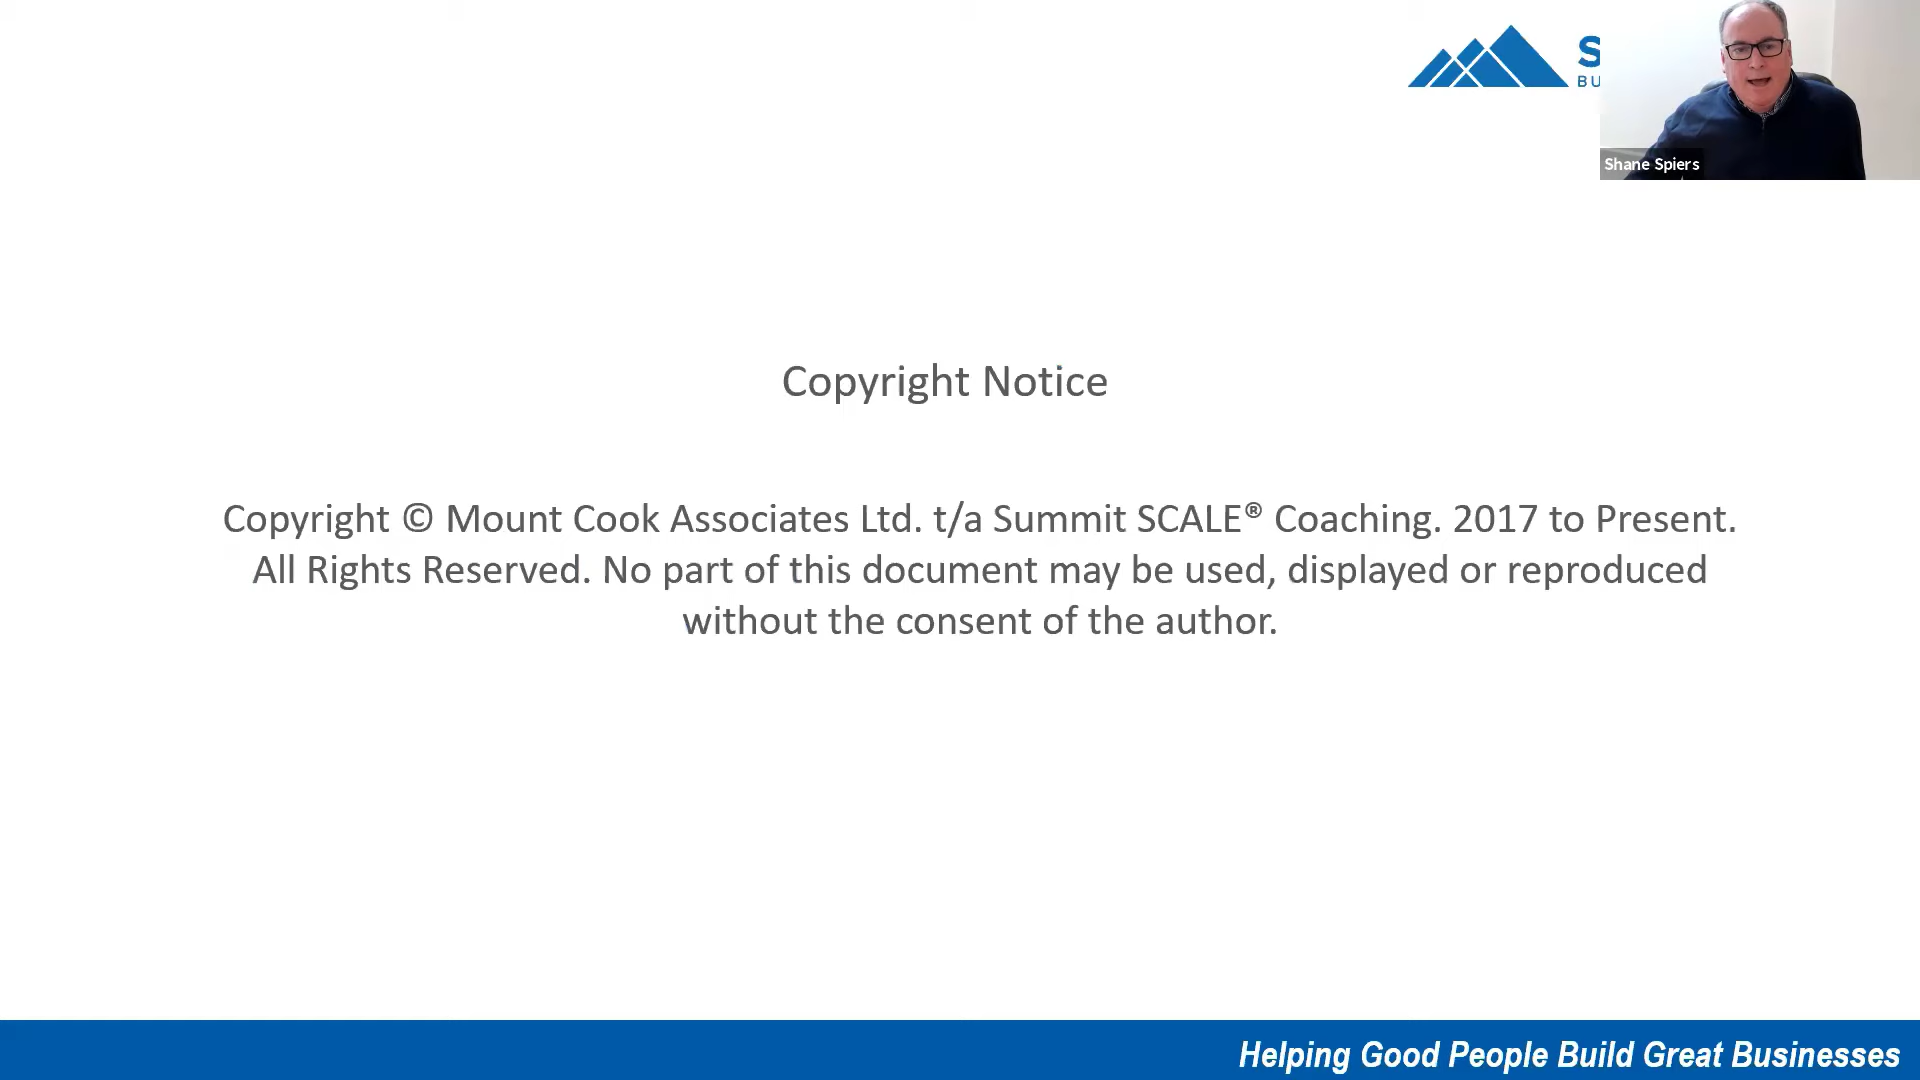 Shane Spiers
Copyright Notice
Copyright © Mount Cook Associates Ltd. t/a Summit SCALE® Coaching. 2017 to Present.
All Rights Reserved. No part of this document may be used, displayed or reproduced
without the consent of the author.
Helping Good People Build Great Businesses